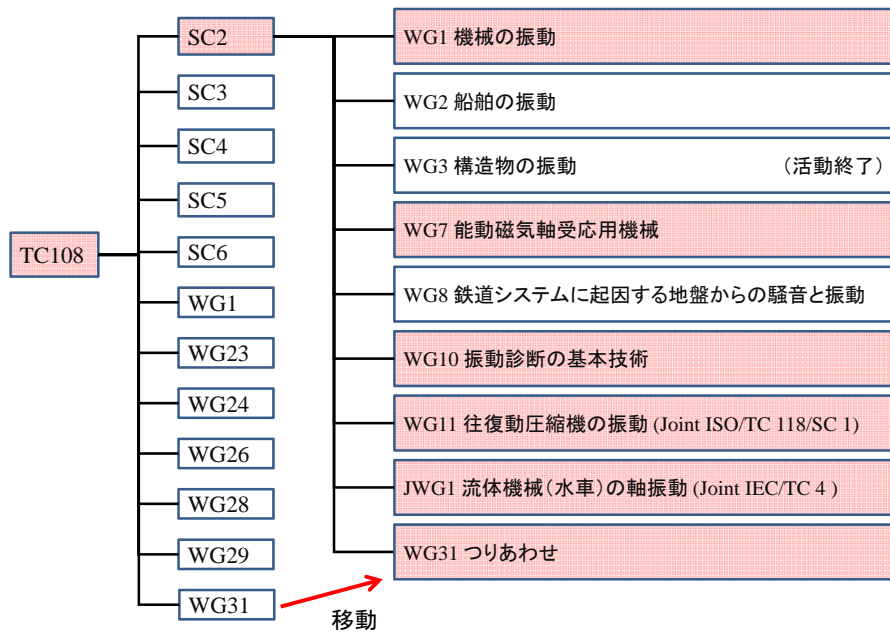 TC108
SC2
SC3
SC4
SC5
SC6
WG1
WG23
WG24
WG26
WG28
WG29
WG31
移動
WG1 機械の振動
WG2 船舶の振動
WG3 構造物の振動 （活動終了）
WG7 能動磁気軸受応用機械
WG8 鉄道システムに起因する地盤からの騒音と振動
WG10 振動診断の基本技術
WG11 往復動圧縮機の振動 (Joint ISO/TC 118/SC 1)
JWG1 流体機械（水車）の軸振動 (Joint IEC/TC 4 )
WG31 つりあわせ